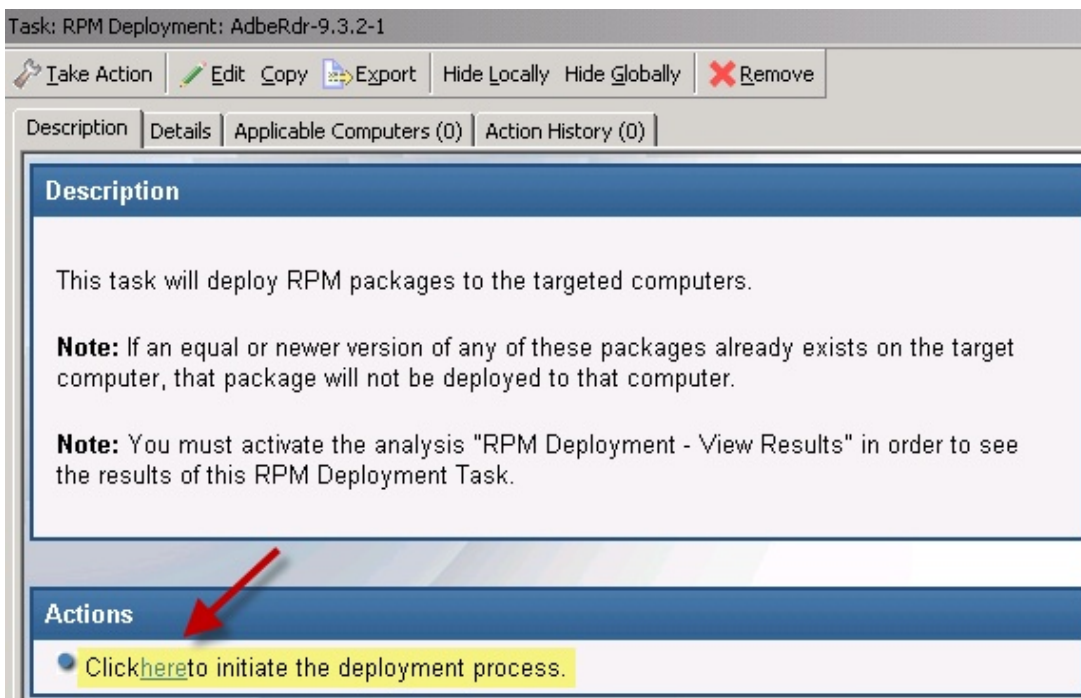 Task: RPM Deployment: AdbeRdr-9.3.2-1
Take Action Edit Copy Export Hide Locally Hide Globally Remove
Description Details Applicable Computers (0) Action History (0)
Description
This task will deploy RPM packages to the targeted computers.
Note: If an equal or newer version of any of these packages already exists on the target
computer, that package will not be deployed to that computer.
Note: You must activate the analysis "RPM Deployment - View Results" in order to see
the results of this RPM Deployment Task.
Actions
Clickhereto initiate the deployment process.